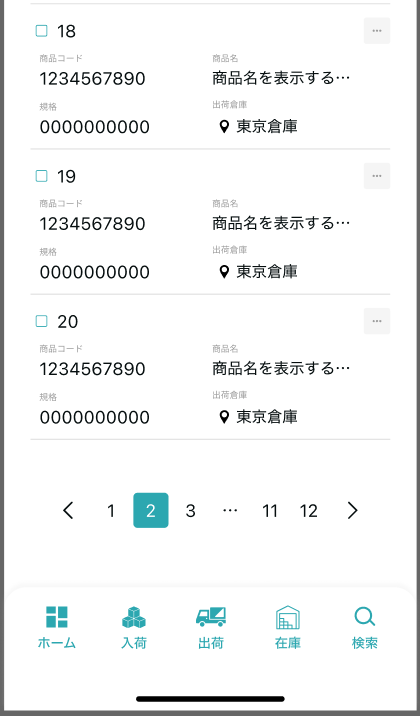 18
商品コード 商品名
1234567890 商品名を表示する…
規格 出荷倉庫
0000000000 東京倉庫
19
商品コード 商品名
1234567890 商品名を表示する…
規格 出荷倉庫
0000000000 東京倉庫
20
商品コード 商品名
1234567890 商品名を表示する…
規格 出荷倉庫
0000000000 東京倉庫
1 2 3 … 11 12
ホーム 入荷 出荷 在庫 検索